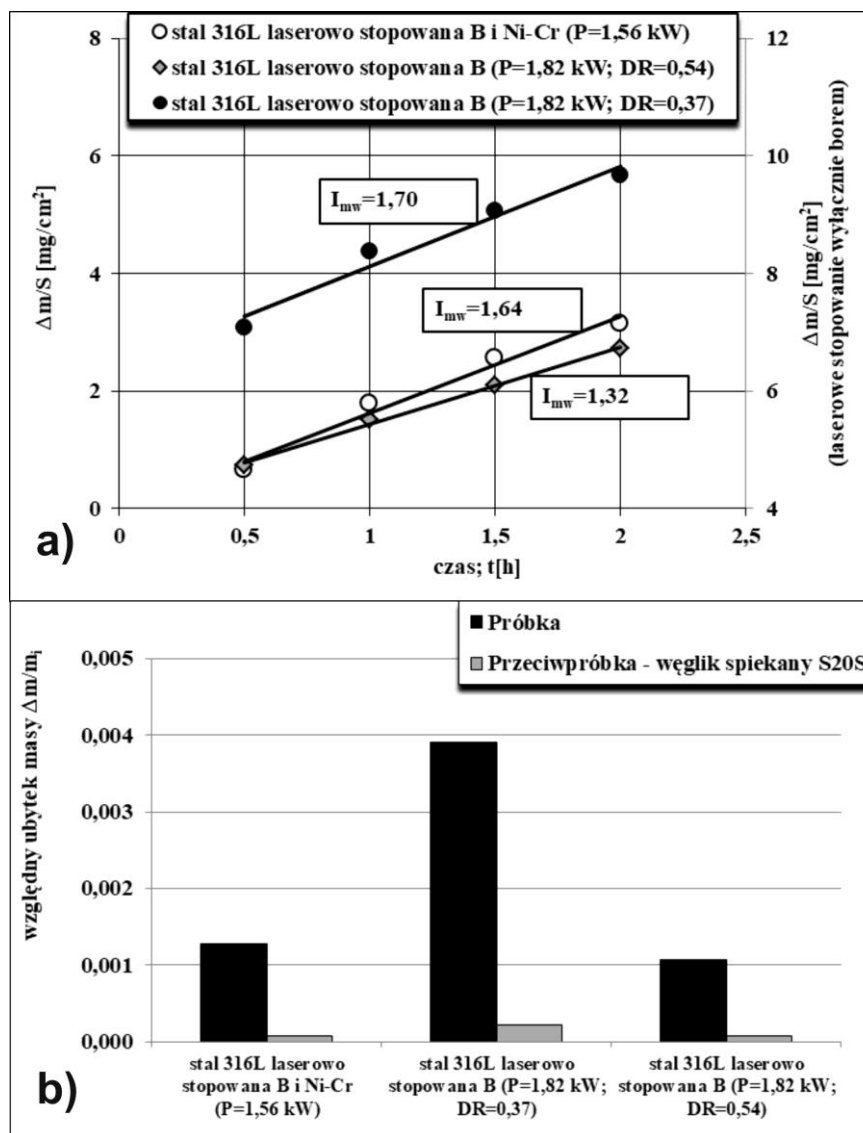 8
6
4
2
0
Δm/S [mg/cm²]
stal 316L laserowo stopowana B i Ni-Cr (P=1,56 kW)
stal 316L laserowo stopowana B (P=1,82 kW; DR=0,54)
stal 316L laserowo stopowana B (P=1,82 kW; DR=0,37)
I_mw=1,70
I_mw=1,64
I_mw=1,32
12
10
8
6
4
Δm/S [mg/cm²]
(laserowe stopowanie wyłącznie borem)
0
0,5
1
1,5
2
2,5
czas; t[h]
a)
Próbka
Przeciwpróbka - węglik spiekany S20S
0,005
0,004
0,003
0,002
0,001
0,000
względny ubytek masy Δm/mᵢ
stal 316L laserowo
stopowana B i Ni-Cr
(P=1,56 kW)
stal 316L laserowo
stopowana B (P=1,82 kW;
DR=0,37)
stal 316L laserowo
stopowana B (P=1,82 kW;
DR=0,54)
b)